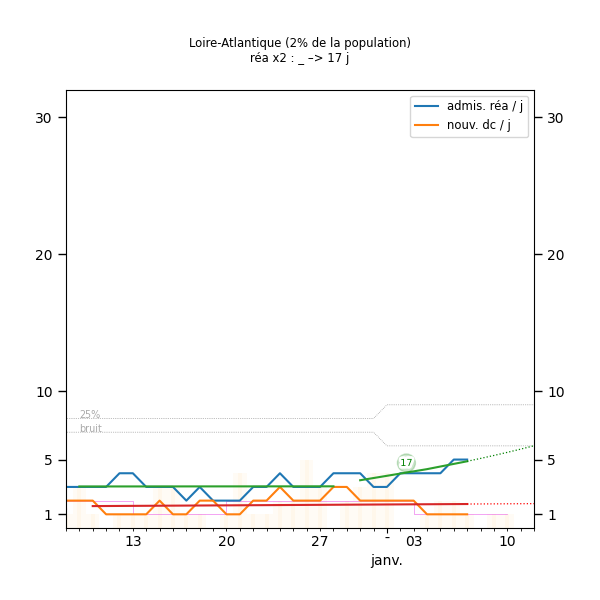 Loire-Atlantique (2% de la population)
réa x2 : _ –> 17 j
admis. réa / j
nouv. dc / j
30 30
20 20
10 10
25%
bruit
17
5 5
1 1
13 20 27 - 03 10
janv.